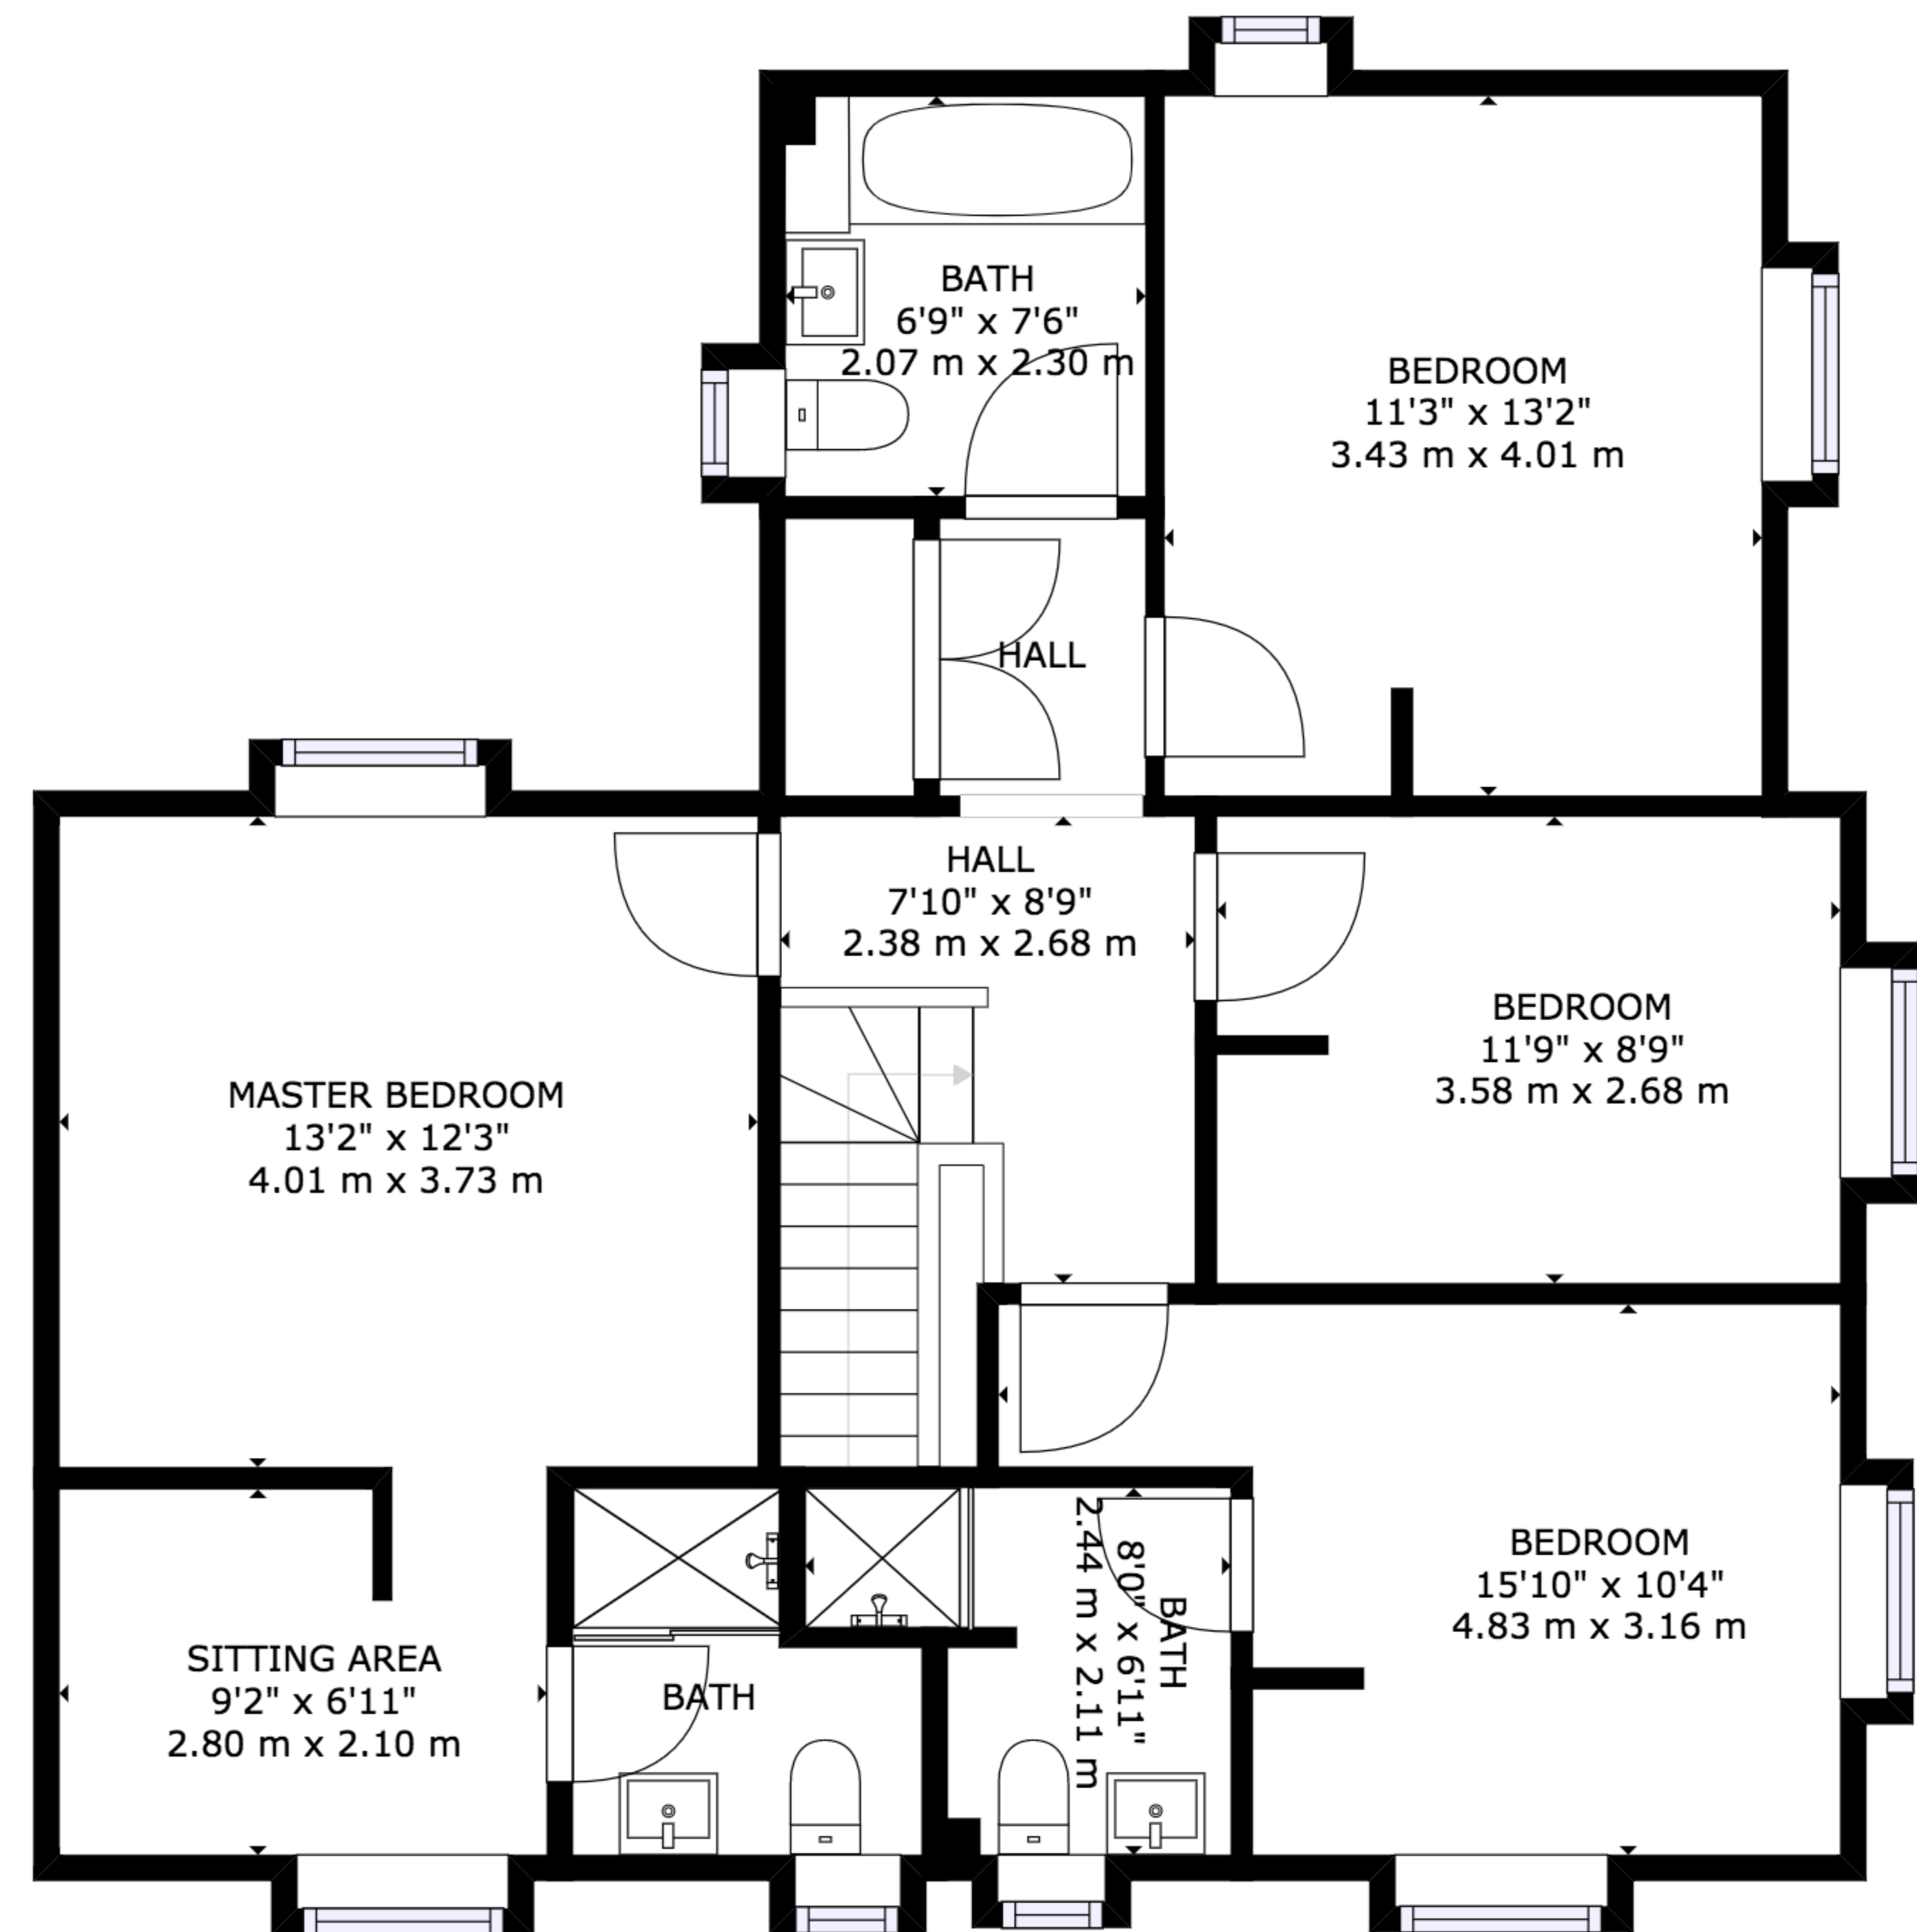 BATH
6'9" x 7'6"
2.07 m x 2.30 m
BEDROOM
11'3" x 13'2"
3.43 m x 4.01 m
HALL
HALL
7'10" x 8'9"
2.38 m x 2.68 m
BEDROOM
11'9" x 8'9"
3.58 m x 2.68 m
MASTER BEDROOM
13'2" x 12'3"
4.01 m x 3.73 m
SITTING AREA
9'2" x 6'11"
2.80 m x 2.10 m
BATH
BATH
8'0" x 6'11"
2.44 m x 2.11 m
BEDROOM
15'10" x 10'4"
4.83 m x 3.16 m